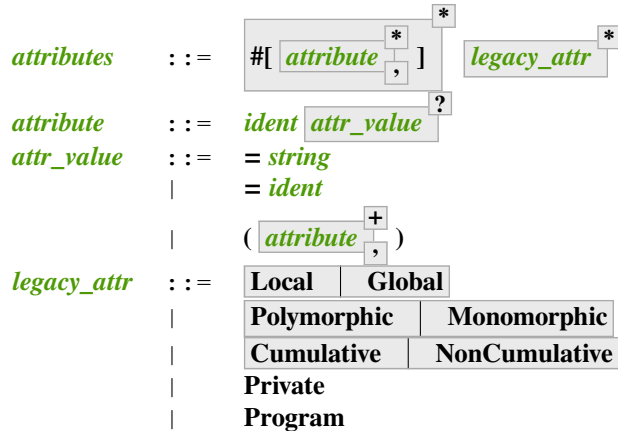 attributes ::= #[ attribute * , ] * legacy_attr *
attribute ::= ident attr_value ?
attr_value ::= = string
| = ident
| ( attribute + , )
legacy_attr ::= Local | Global
| Polymorphic | Monomorphic
| Cumulative | NonCumulative
| Private
| Program